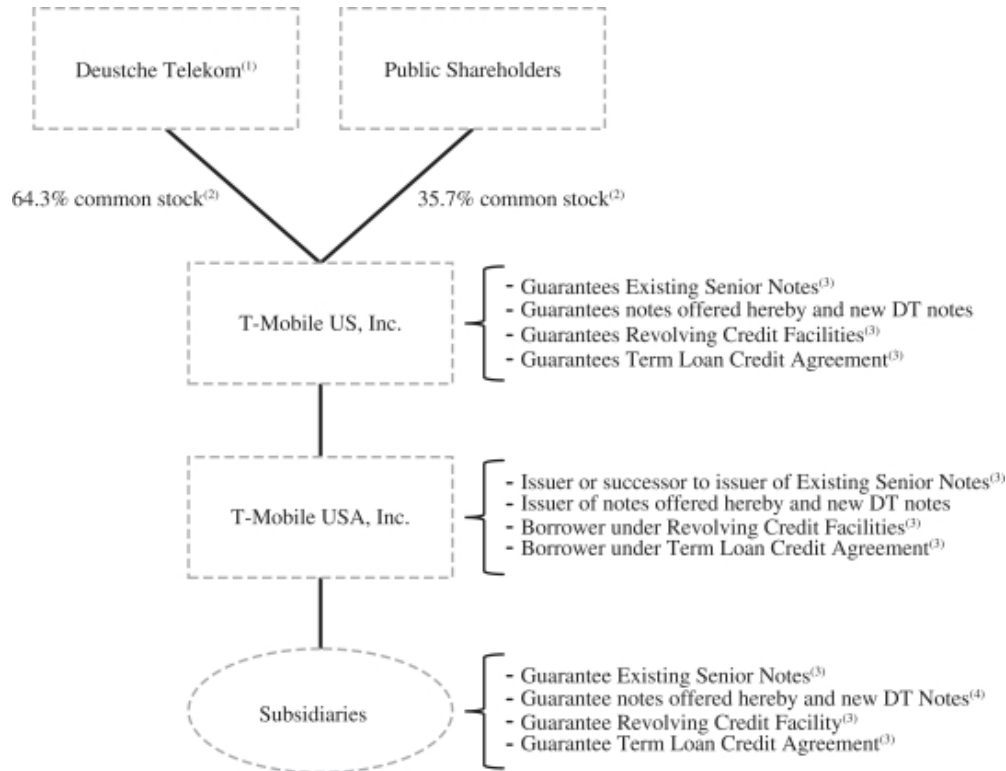 Deustche Telekom(1)
Public Shareholders
64.3% common stock(2)
35.7% common stock(2)
T-Mobile US, Inc.
- Guarantees Existing Senior Notes(3)
- Guarantees notes offered hereby and new DT notes
- Guarantees Revolving Credit Facilities(3)
- Guarantees Term Loan Credit Agreement(3)
T-Mobile USA, Inc.
- Issuer or successor to issuer of Existing Senior Notes(3)
- Issuer of notes offered hereby and new DT notes
- Borrower under Revolving Credit Facilities(3)
- Borrower under Term Loan Credit Agreement(3)
Subsidiaries
- Guarantee Existing Senior Notes(3)
- Guarantee notes offered hereby and new DT Notes(4)
- Guarantee Revolving Credit Facility(3)
- Guarantee Term Loan Credit Agreement(3)